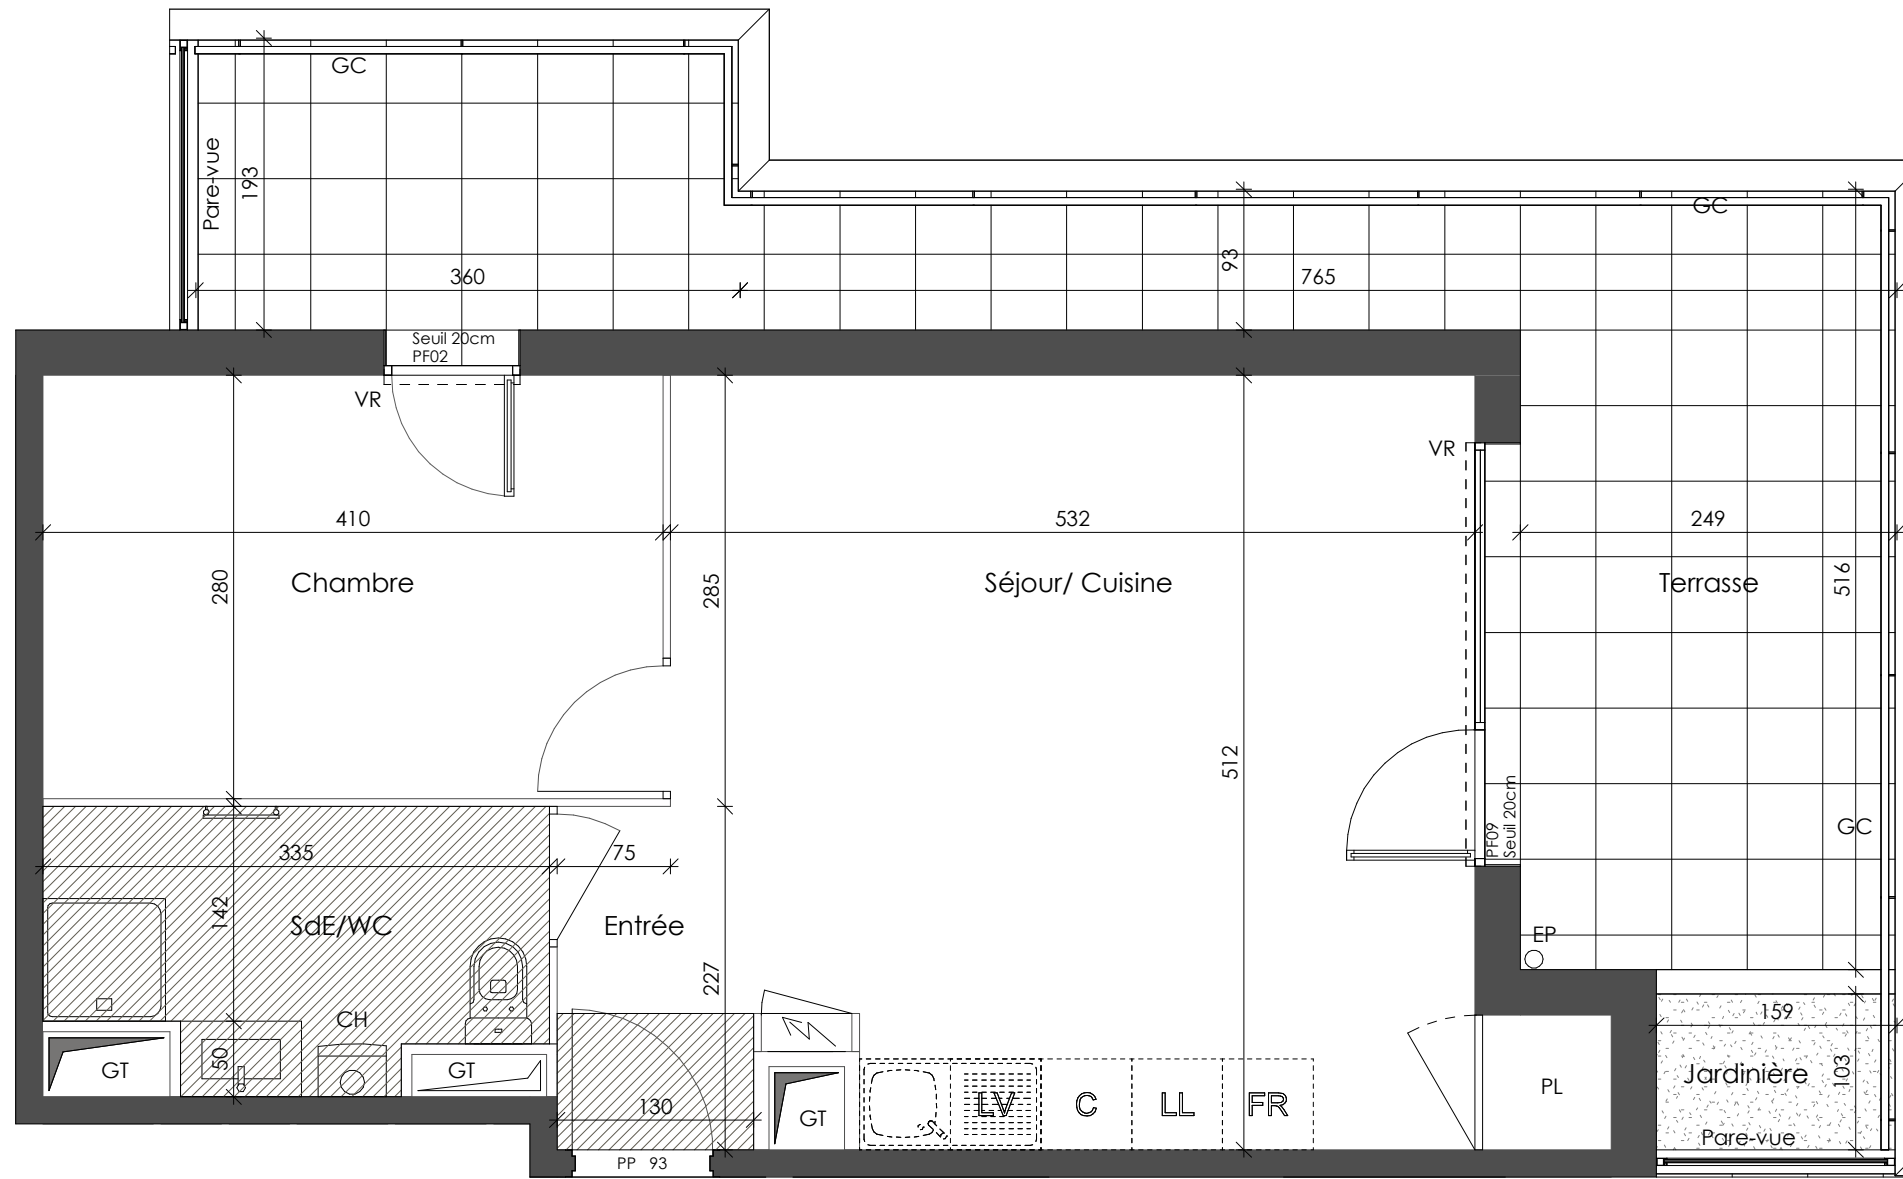 GC
Pare-vue
193
GC
93
360
765
Seuil 20cm
PF02
VR
VR
410
532
249
280
Chambre
285
Séjour/ Cuisine
Terrasse
516
512
PF09
Seuil 20cm
GC
335
75
142
SdE/WC
Entrée
EP
227
CH
159
50
GT
GT
Jardinière
103
130
GT
LV
C
LL
FR
PL
Pare-vue
PP 93